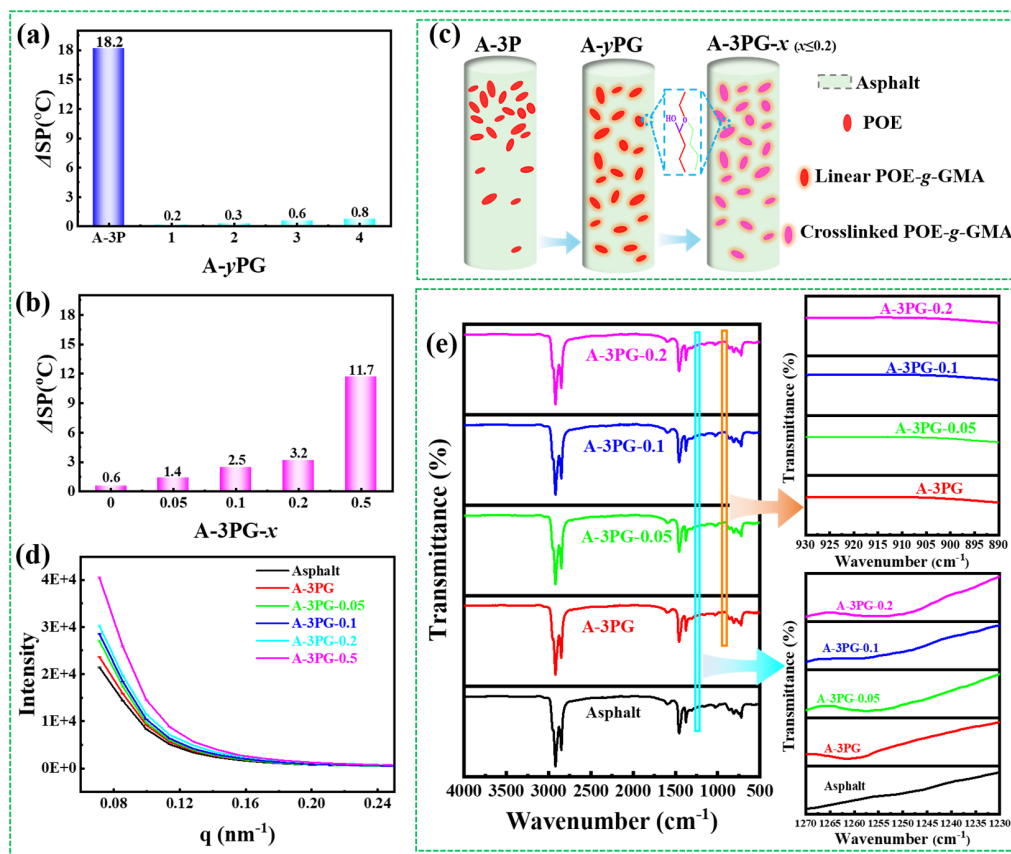 (a)
ΔSP(°C)
18
15
12
9
6
3
0
18.2
0.2
0.3
0.6
0.8
A-3P
1
2
3
4
A-yPG
(b)
ΔSP(°C)
18
15
12
9
6
3
0
0.6
1.4
2.5
3.2
11.7
0
0.05
0.1
0.2
0.5
A-3PG-x
(c)
A-3P
A-yPG
A-3PG-x (x≤0.2)
HO
O
Asphalt
POE
Linear POE-g-GMA
Crosslinked POE-g-GMA
(d)
Intensity
4E+4
3E+4
2E+4
1E+4
0E+4
Asphalt
A-3PG
A-3PG-0.05
A-3PG-0.1
A-3PG-0.2
A-3PG-0.5
0.08
0.12
0.16
0.20
0.24
q (nm-1)
(e)
Transmittance (%)
A-3PG-0.2
A-3PG-0.1
A-3PG-0.05
A-3PG
Asphalt
4000 3500 3000 2500 2000 1500 1000 500
Wavenumber (cm-1)
Transmittance (%)
A-3PG-0.2
A-3PG-0.1
A-3PG-0.05
A-3PG
930 925 920 915 910 905 900 895 890
Wavenumber (cm-1)
Transmittance (%)
A-3PG-0.2
A-3PG-0.1
A-3PG-0.05
A-3PG
Asphalt
1270 1265 1260 1255 1250 1245 1240 1235 1230
Wavenumber (cm-1)